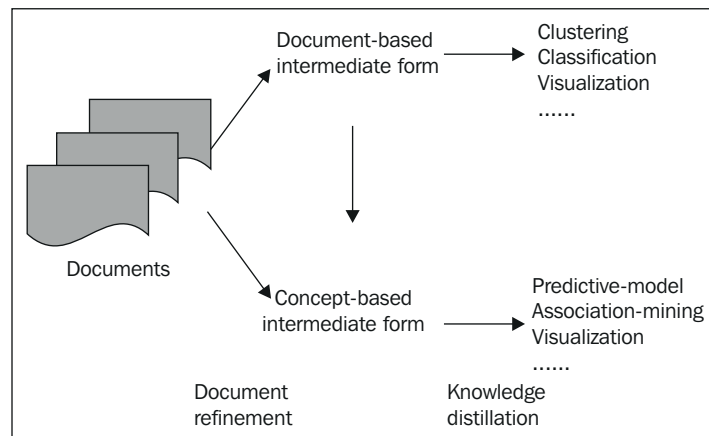 Document-based
intermediate form
Clustering
Classification
Visualization
......
Documents
Concept-based
intermediate form
Predictive-model
Association-mining
Visualization
......
Document
refinement
Knowledge
distillation